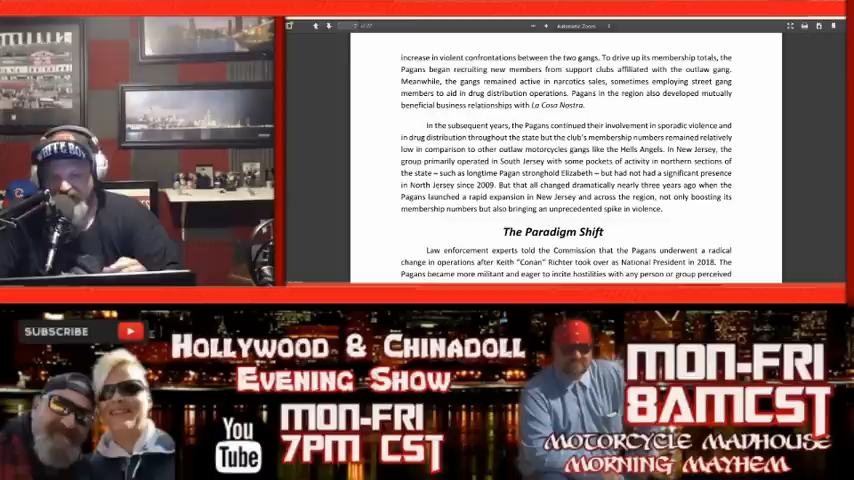 Automatic Zoom
increase in violent confrontations between the two gangs. To drive up its membership totals, the
Pagans began recruiting new members from support clubs affiliated with the outlaw gang.
Meanwhile, the gangs remained active in narcotics sales, sometimes employing street gang
members to aid in drug distribution operations. Pagans in the region also developed mutually
beneficial business relationships with La Cosa Nostra.
In the subsequent years, the Pagans continued their involvement in sporadic violence and
in drug distribution throughout the state but the club's membership numbers remained relatively
low in comparison to other outlaw motorcycles gangs like the Hells Angels. In New Jersey, the
group primarily operated in South Jersey with some pockets of activity in northern sections of
the state – such as longtime Pagan stronghold Elizabeth – but had not had a significant presence
in North Jersey since 2009. But that all changed dramatically nearly three years ago when the
Pagans launched a rapid expansion in New Jersey and across the region, not only boosting its
membership numbers but also bringing an unprecedented spike in violence.
The Paradigm Shift
Law enforcement experts told the Commission that the Pagans underwent a radical
change in operations after Keith "Conan" Richter took over as National President in 2018. The
Pagans became more militant and eager to incite hostilities with any person or group perceived
SUBSCRIBE
Hollywood & Chinadoll
Evening Show
You
Tube
MON-FRI
7PM CST
MON-FRI
8AMCST
MOTORCYCLE MADHOUSE
MORNING MAYHEM